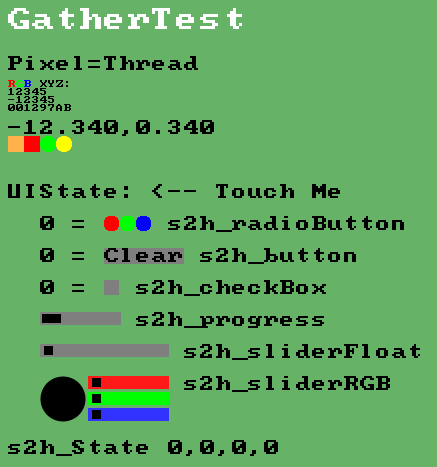 GatherTest
Pixel=Thread
RGB XYZ:
12345
-12345
001297AB
-12.340,0.340
UIState: <-- Touch Me
0 = s2h_radioButton
0 = Clear s2h_button
0 = s2h_checkBox
s2h_progress
s2h_sliderFloat
s2h_sliderRGB
s2h_State 0,0,0,0